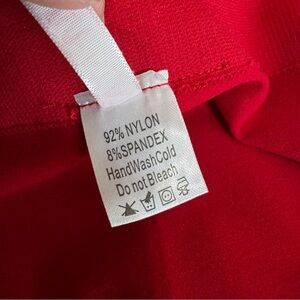 92% NYLON
8%SPANDEX
HandWashCold
Do not Bleach